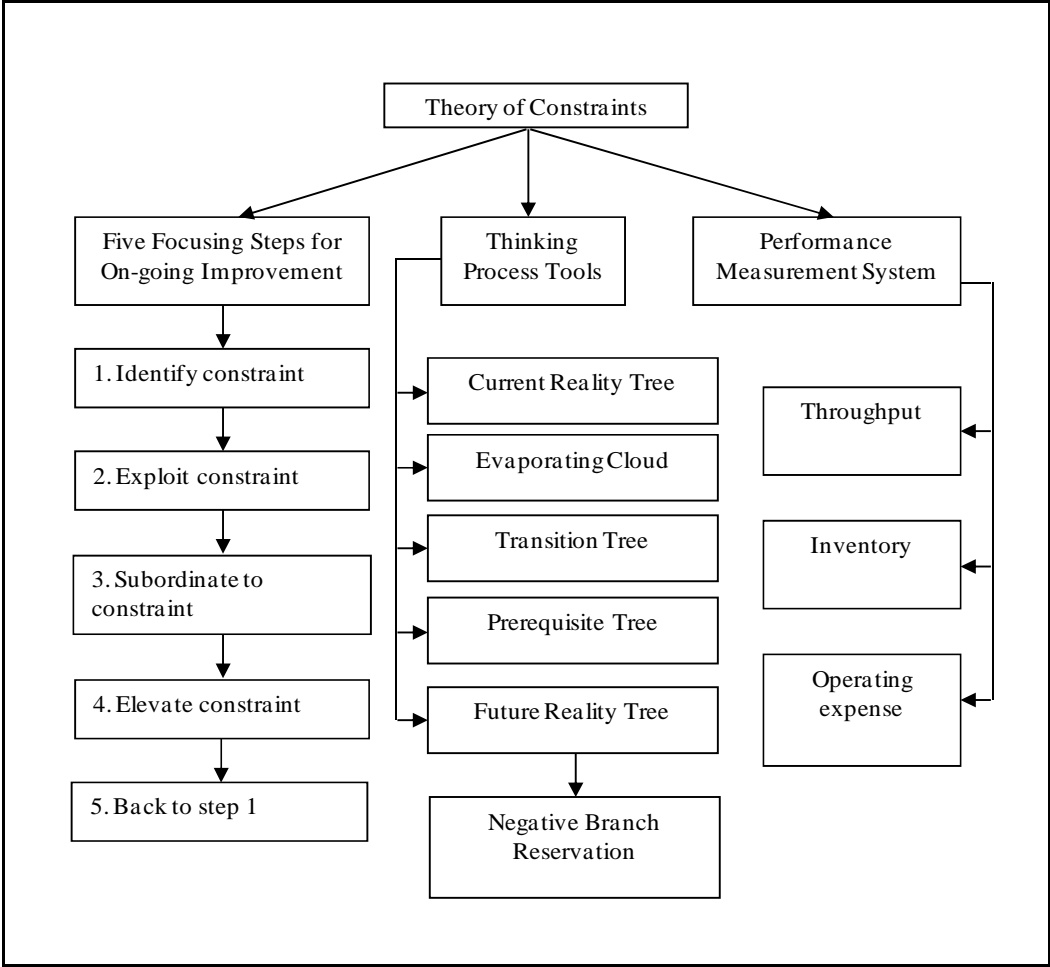 Theory of Constraints
Five Focusing Steps for
On-going Improvement
1. Identify constraint
2. Exploit constraint
3. Subordinate to
constraint
4. Elevate constraint
5. Back to step 1
Thinking
Process Tools
Current Reality Tree
Evaporating Cloud
Transition Tree
Prerequisite Tree
Future Reality Tree
Negative Branch
Reservation
Performance
Measurement System
Throughput
Inventory
Operating
expense